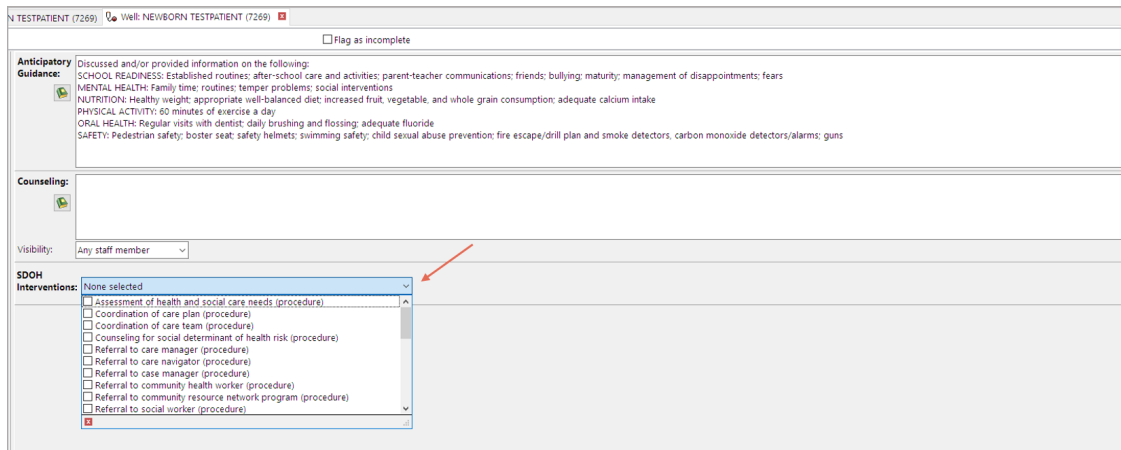 N TESTPATIENT (7269) Well: NEWBORN TESTPATIENT (7269)
Flag as incomplete
Anticipatory Guidance:
Discussed and/or provided information on the following:
SCHOOL READINESS: Established routines; after-school care and activities; parent-teacher communications; friends; bullying; maturity; management of disappointments; fears
MENTAL HEALTH: Family time; routines; temper problems; social interventions
NUTRITION: Healthy weight; appropriate well-balanced diet; increased fruit, vegetable, and whole grain consumption; adequate calcium intake
PHYSICAL ACTIVITY: 60 minutes of exercise a day
ORAL HEALTH: Regular visits with dentist; daily brushing and flossing; adequate fluoride
SAFETY: Pedestrian safety; boster seat; safety helmets; swimming safety; child sexual abuse prevention; fire escape/drill plan and smoke detectors, carbon monoxide detectors/alarms; guns
Counseling:
Visibility: Any staff member
SDOH
Interventions: None selected
Assessment of health and social care needs (procedure)
Coordination of care plan (procedure)
Coordination of care team (procedure)
Counseling for social determinant of health risk (procedure)
Referral to care manager (procedure)
Referral to care navigator (procedure)
Referral to case manager (procedure)
Referral to community health worker (procedure)
Referral to community resource network program (procedure)
Referral to social worker (procedure)